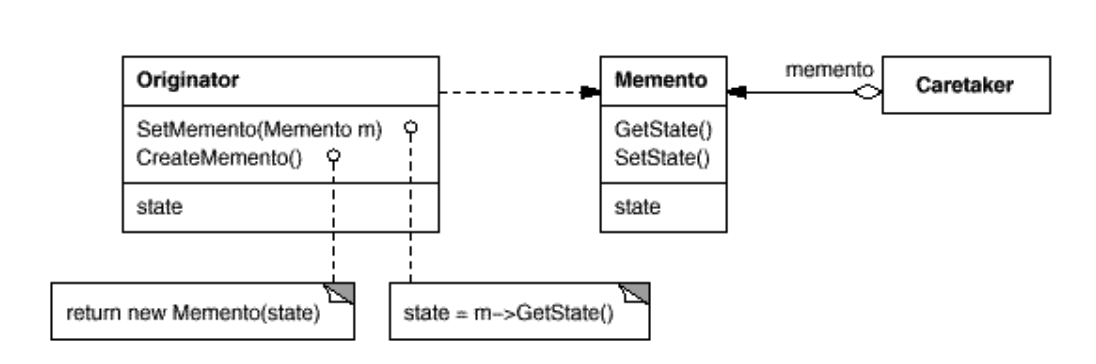 Originator
SetMemento(Memento m)
CreateMemento()
state
Memento
GetState()
SetState()
state
memento
Caretaker
return new Memento(state)
state = m->GetState()